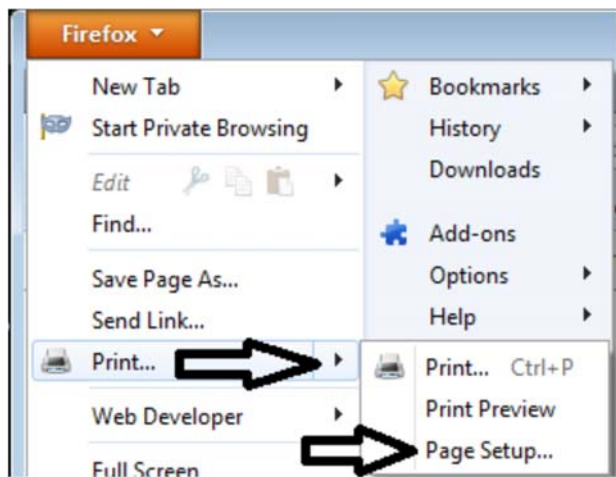 Firefox
New Tab
Start Private Browsing
Edit
Find...
Save Page As...
Send Link...
Print...
Web Developer
Full Screen
Bookmarks
History
Downloads
Add-ons
Options
Help
Print... Ctrl+P
Print Preview
Page Setup...